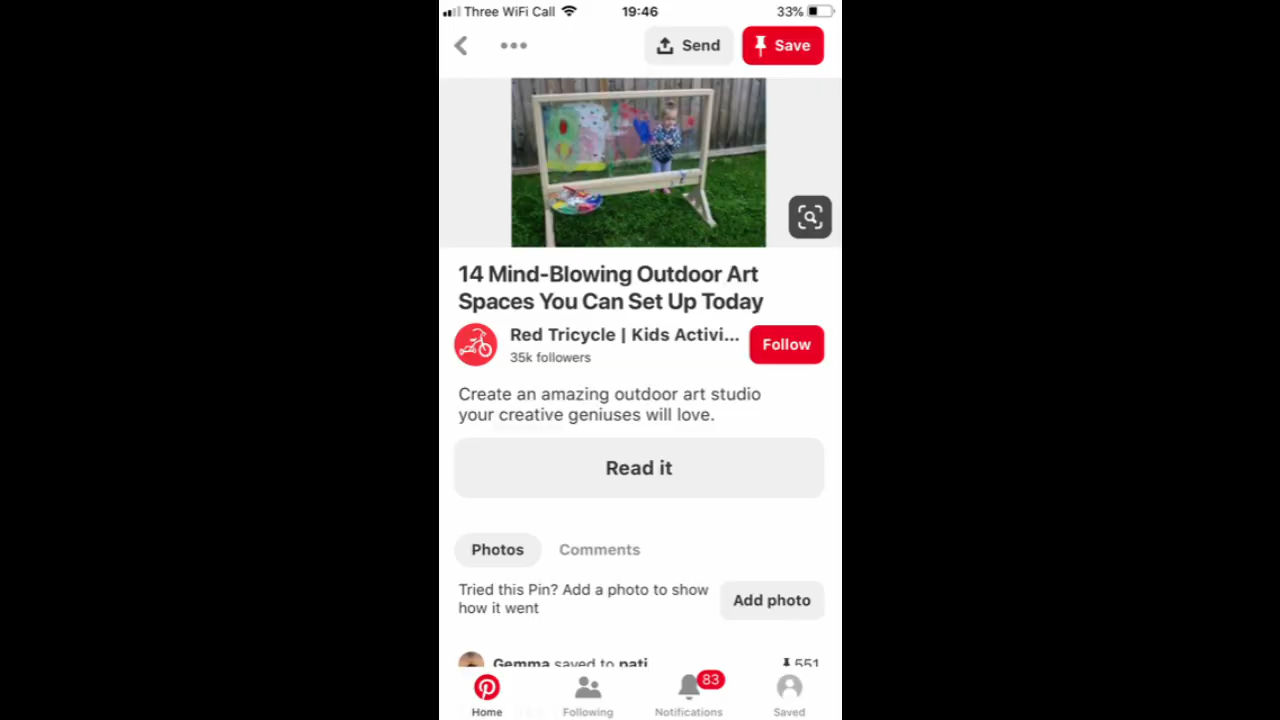 Three WiFi Call 19:46 33%
Send Save
14 Mind-Blowing Outdoor Art
Spaces You Can Set Up Today
Red Tricycle | Kids Activi...
35k followers
Follow
Create an amazing outdoor art studio
your creative geniuses will love.
Read it
Photos Comments
Tried this Pin? Add a photo to show
how it went
Add photo
Gemma saved to pati 551
83
Home Following Notifications Saved